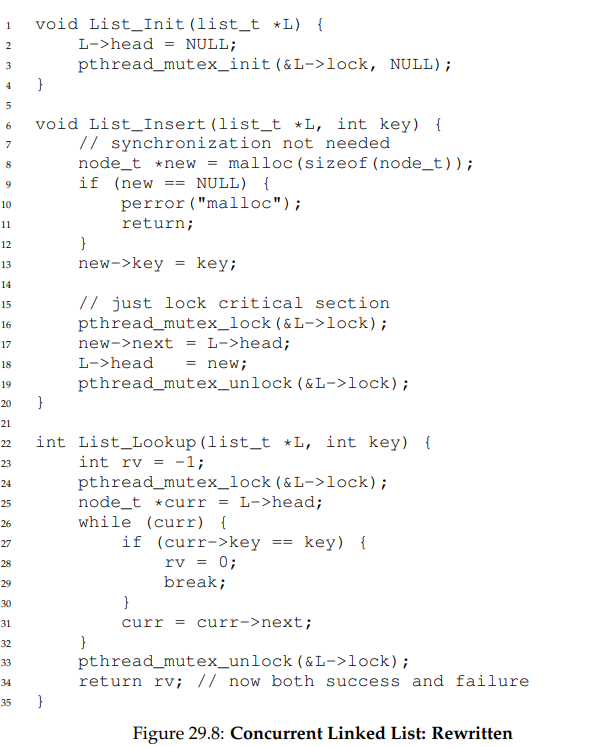 1 void List_Init(list_t *L) {
2     L->head = NULL;
3     pthread_mutex_init(&L->lock, NULL);
4 }
5
6 void List_Insert(list_t *L, int key) {
7     // synchronization not needed
8     node_t *new = malloc(sizeof(node_t));
9     if (new == NULL) {
10         perror("malloc");
11         return;
12     }
13     new->key = key;
14
15     // just lock critical section
16     pthread_mutex_lock(&L->lock);
17     new->next = L->head;
18     L->head   = new;
19     pthread_mutex_unlock(&L->lock);
20 }
21
22 int List_Lookup(list_t *L, int key) {
23     int rv = -1;
24     pthread_mutex_lock(&L->lock);
25     node_t *curr = L->head;
26     while (curr) {
27         if (curr->key == key) {
28             rv = 0;
29             break;
30         }
31         curr = curr->next;
32     }
33     pthread_mutex_unlock(&L->lock);
34     return rv; // now both success and failure
35 }
Figure 29.8: Concurrent Linked List: Rewritten